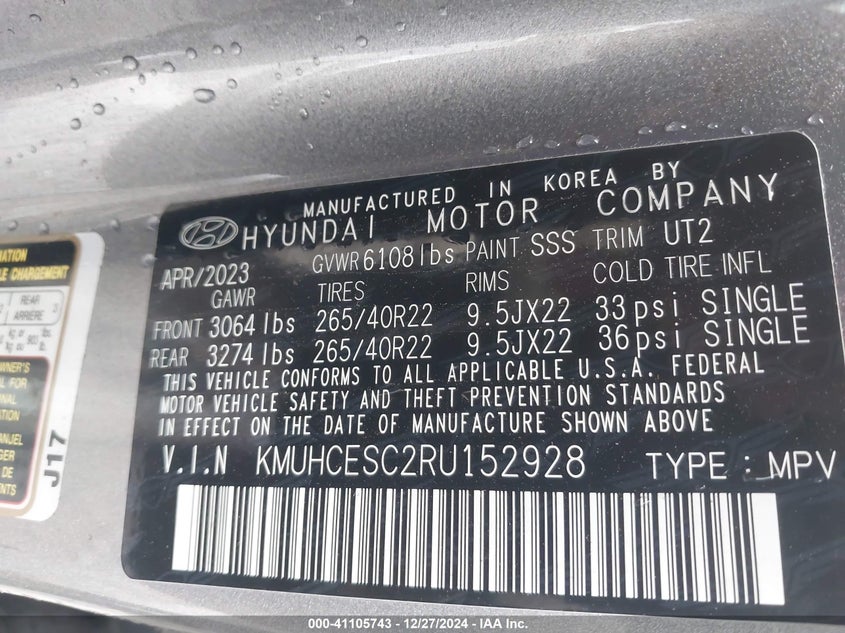 MANUFACTURED IN KOREA BY
HYUNDAI MOTOR COMPANY
APR/2023 GVWR 6108 lbs PAINT SSS TRIM UT2
GAWR TIRES RIMS COLD TIRE INFL
FRONT 3064 lbs 265/40R22 9.5JX22 33 psi SINGLE
REAR 3274 lbs 265/40R22 9.5JX22 36 psi SINGLE
THIS VEHICLE CONFORMS TO ALL APPLICABLE U.S.A. FEDERAL
MOTOR VEHICLE SAFETY AND THEFT PREVENTION STANDARDS
IN EFFECT ON THE DATE OF MANUFACTURE SHOWN ABOVE
V.I.N KMUHCESC2RU152928 TYPE : MPV
CHARGEMENT
REAR
ARRIERE 3
J17
000-41105743 - 12/27/2024 - IAA Inc.